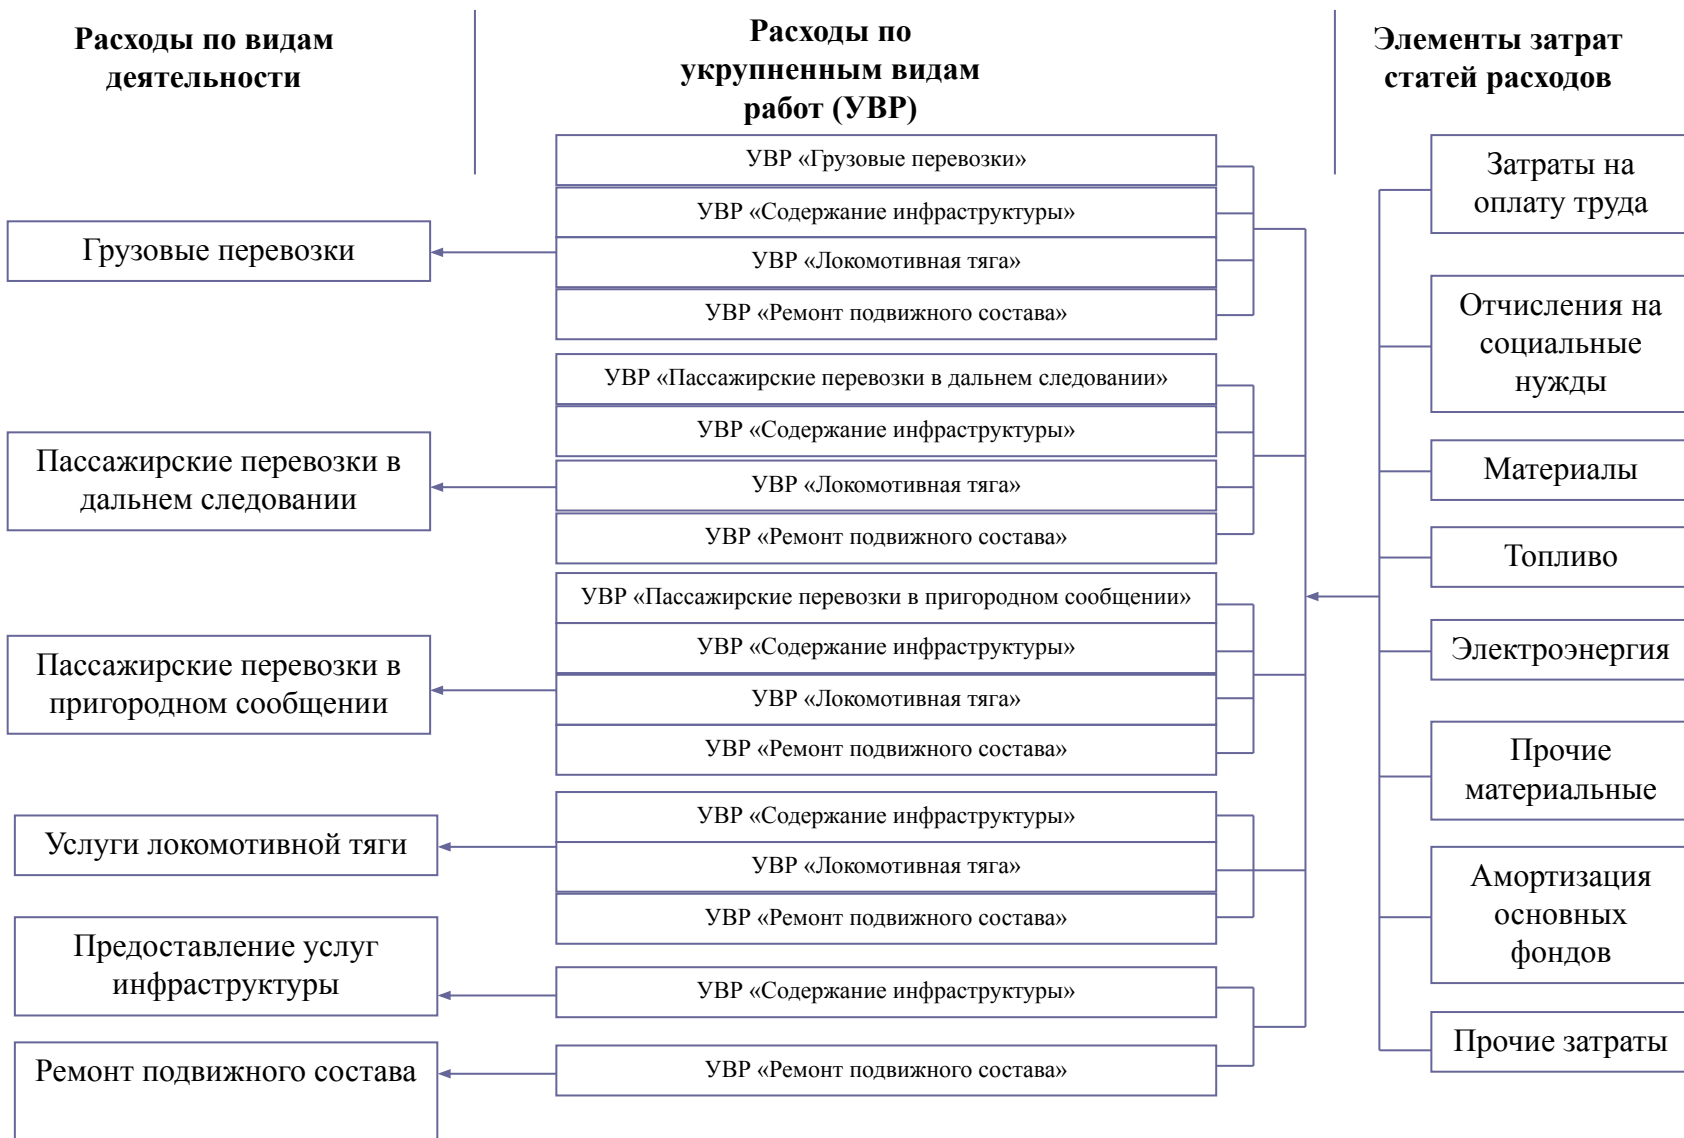 Расходы по видам
деятельности
Расходы по
укрупненным видам
работ (УВР)
Элементы затрат
статей расходов
Грузовые перевозки
Пассажирские перевозки в
дальнем следовании
Пассажирские перевозки в
пригородном сообщении
Услуги локомотивной тяги
Предоставление услуг
инфраструктуры
Ремонт подвижного состава
УВР «Грузовые перевозки»
УВР «Содержание инфраструктуры»
УВР «Локомотивная тяга»
УВР «Ремонт подвижного состава»
УВР «Пассажирские перевозки в дальнем следовании»
УВР «Содержание инфраструктуры»
УВР «Локомотивная тяга»
УВР «Ремонт подвижного состава»
УВР «Пассажирские перевозки в пригородном сообщении»
УВР «Содержание инфраструктуры»
УВР «Локомотивная тяга»
УВР «Ремонт подвижного состава»
УВР «Содержание инфраструктуры»
УВР «Локомотивная тяга»
УВР «Ремонт подвижного состава»
УВР «Содержание инфраструктуры»
УВР «Ремонт подвижного состава»
Затраты на
оплату труда
Отчисления на
социальные
нужды
Материалы
Топливо
Электроэнергия
Прочие
материальные
Амортизация
основных
фондов
Прочие затраты